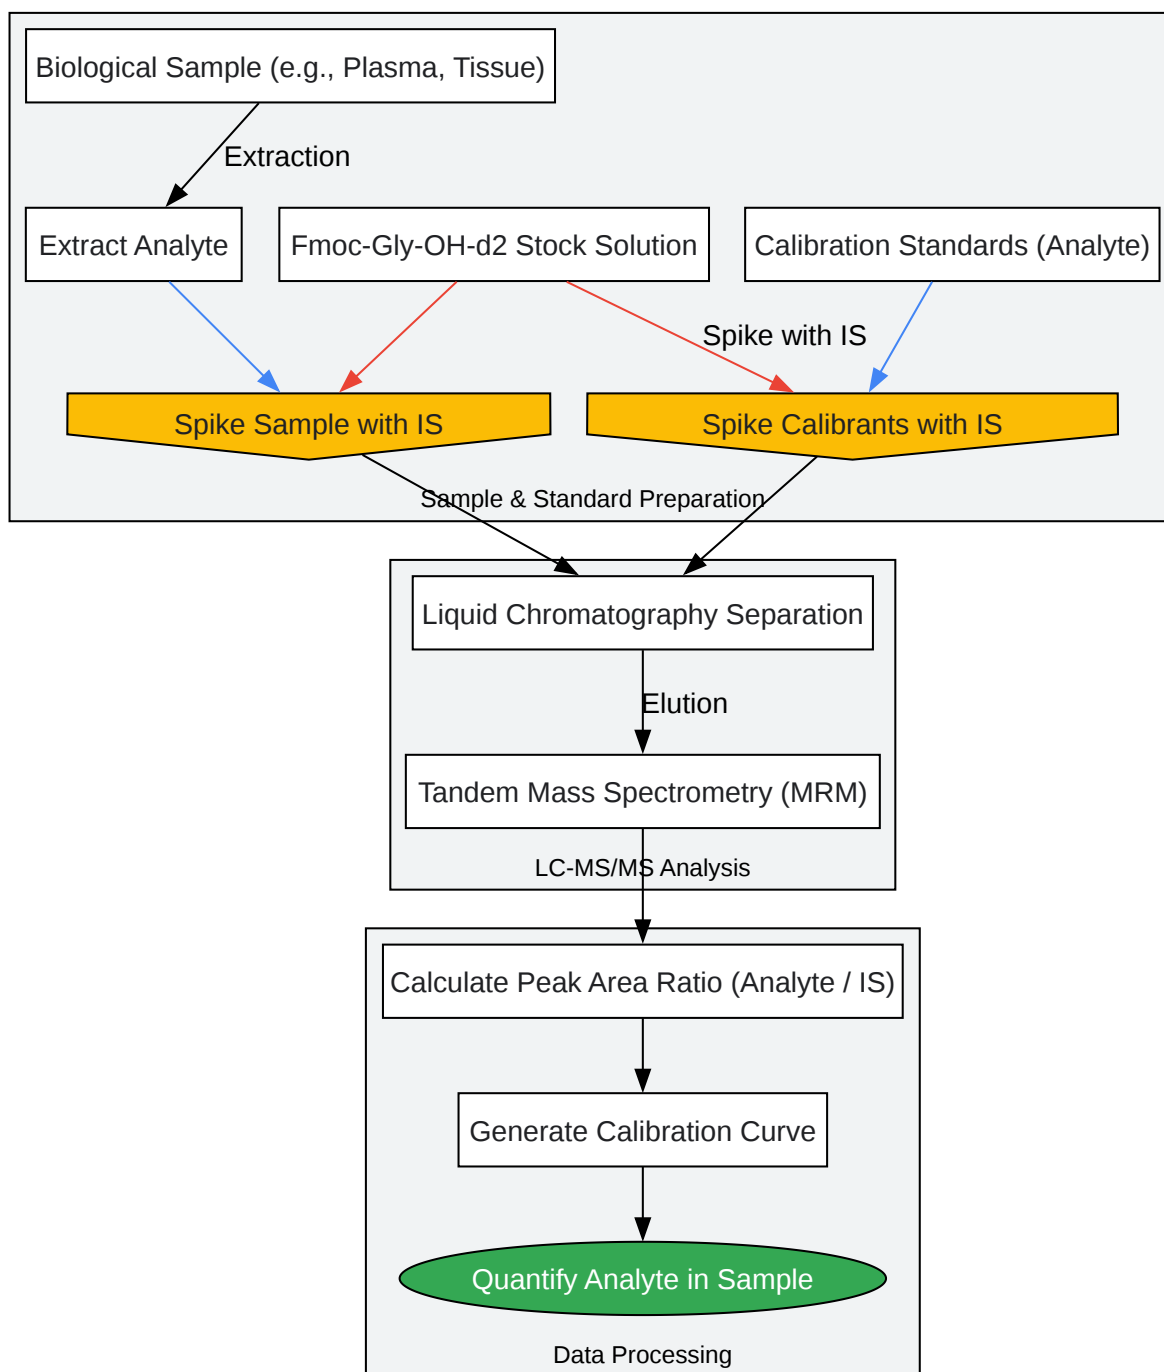 Biological Sample (e.g., Plasma, Tissue)
Extraction
Extract Analyte
Fmoc-Gly-OH-d2 Stock Solution
Calibration Standards (Analyte)
Spike with IS
Spike Sample with IS
Spike Calibrants with IS
Sample & Standard Preparation
Liquid Chromatography Separation
Elution
Tandem Mass Spectrometry (MRM)
LC-MS/MS Analysis
Calculate Peak Area Ratio (Analyte / IS)
Generate Calibration Curve
Quantify Analyte in Sample
Data Processing